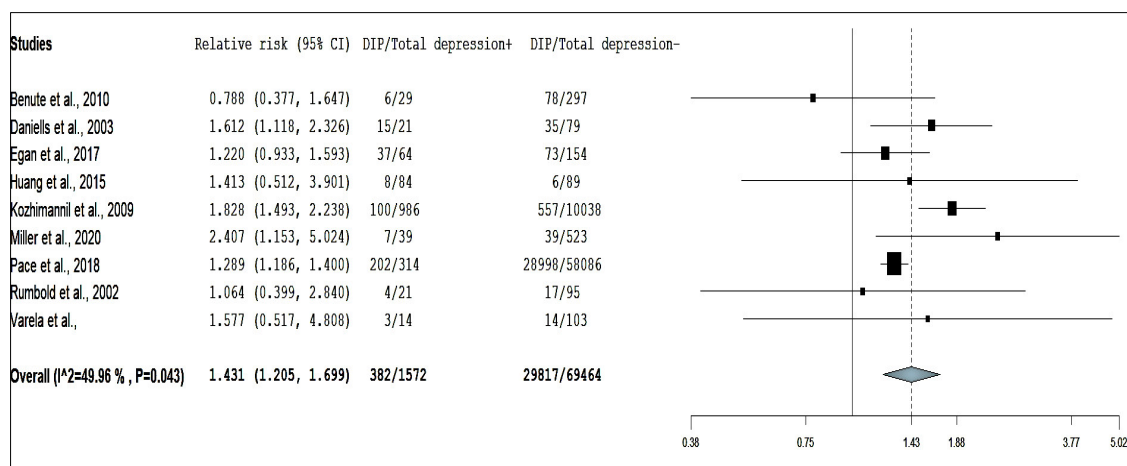 Studies Relative risk (95% CI) DIP/Total depression+ DIP/Total depression-
Benute et al., 2010 0.788 (0.377, 1.647) 6/29 78/297
Daniells et al., 2003 1.612 (1.118, 2.326) 15/21 35/79
Egan et al., 2017 1.220 (0.933, 1.593) 37/64 73/154
Huang et al., 2015 1.413 (0.512, 3.901) 8/84 6/89
Kozhimannil et al., 2009 1.828 (1.493, 2.238) 100/986 557/10038
Miller et al., 2020 2.407 (1.153, 5.024) 7/39 39/523
Pace et al., 2018 1.289 (1.186, 1.400) 202/314 28998/58086
Rumbold et al., 2002 1.064 (0.399, 2.840) 4/21 17/95
Varela et al., 1.577 (0.517, 4.808) 3/14 14/103
Overall (I^2=49.96 % , P=0.043) 1.431 (1.205, 1.699) 382/1572 29817/69464
0.38 0.75 1.43 1.88 3.77 5.02